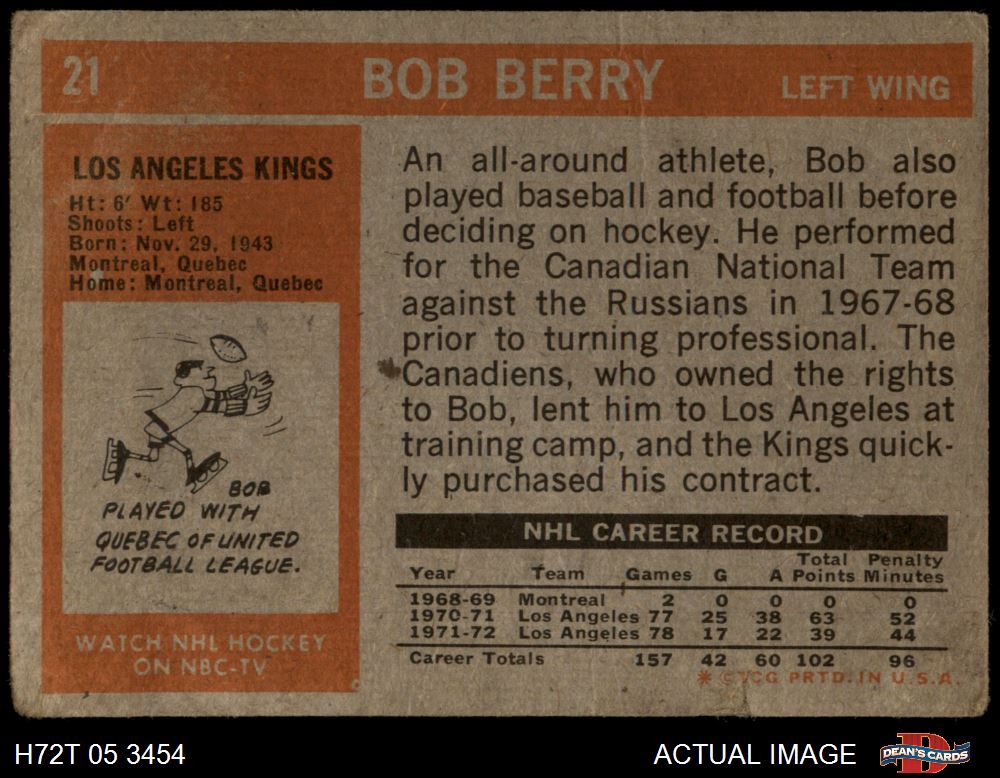 21 BOB BERRY LEFT WING
LOS ANGELES KINGS
Ht: 6' Wt: 185
Shoots: Left
Born: Nov. 29, 1943
Montreal, Quebec
Home: Montreal, Quebec
BOB
PLAYED WITH
QUEBEC OF UNITED
FOOTBALL LEAGUE.
WATCH NHL HOCKEY
ON NBC-TV
An all-around athlete, Bob also
played baseball and football before
deciding on hockey. He performed
for the Canadian National Team
against the Russians in 1967-68
prior to turning professional. The
Canadiens, who owned the rights
to Bob, lent him to Los Angeles at
training camp, and the Kings quick-
ly purchased his contract.
NHL CAREER RECORD
Year Team Games G A Total Points Penalty Minutes
1968-69 Montreal 2 0 0 0 0
1970-71 Los Angeles 77 25 38 63 52
1971-72 Los Angeles 78 17 22 39 44
Career Totals 157 42 60 102 96
* © TCG PRTD. IN U.S.A.
H72T 05 3454 ACTUAL IMAGE D DEAN'S CARDS